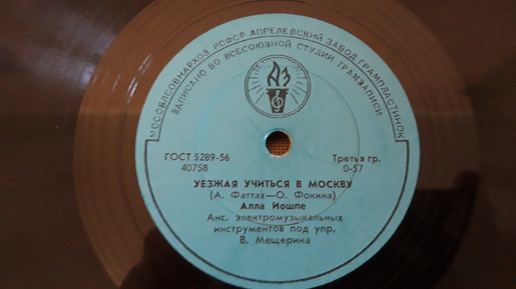 МОСОБЛСОВНАРХОЗ РСФСР АПРЕЛЕВСКИЙ ЗАВОД ГРАМПЛАСТИНОК
ЗАПИСАНО ВО ВСЕСОЮЗНОЙ СТУДИИ ГРАМЗАПИСИ
ГОСТ 5289-56 Третья гр.
40758 0-57
УЕЗЖАЯ УЧИТЬСЯ В МОСКВУ
(А. Фаттах—О. Фокина)
Алла Иошпе
Анс. электромузыкальных
инструментов под упр.
В. Мещерина